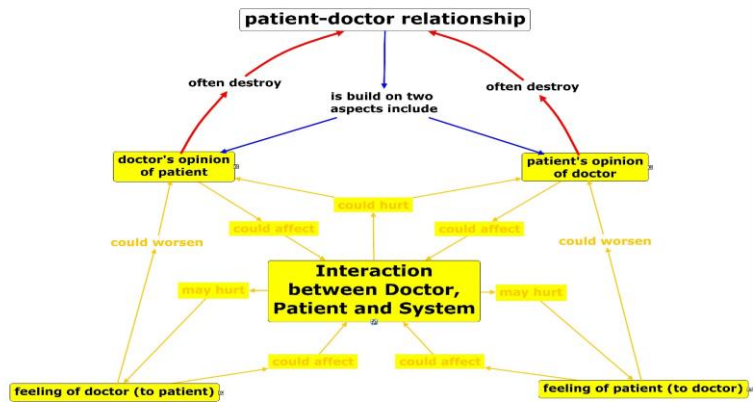 patient-doctor relationship
often destroy
often destroy
is build on two
aspects include
doctor's opinion
of patient
patient's opinion
of doctor
could hurt
could affect
could affect
could worsen
could worsen
Interaction
between Doctor,
Patient and System
may hurt
may hurt
could affect
could affect
feeling of doctor (to patient)
feeling of patient (to doctor)